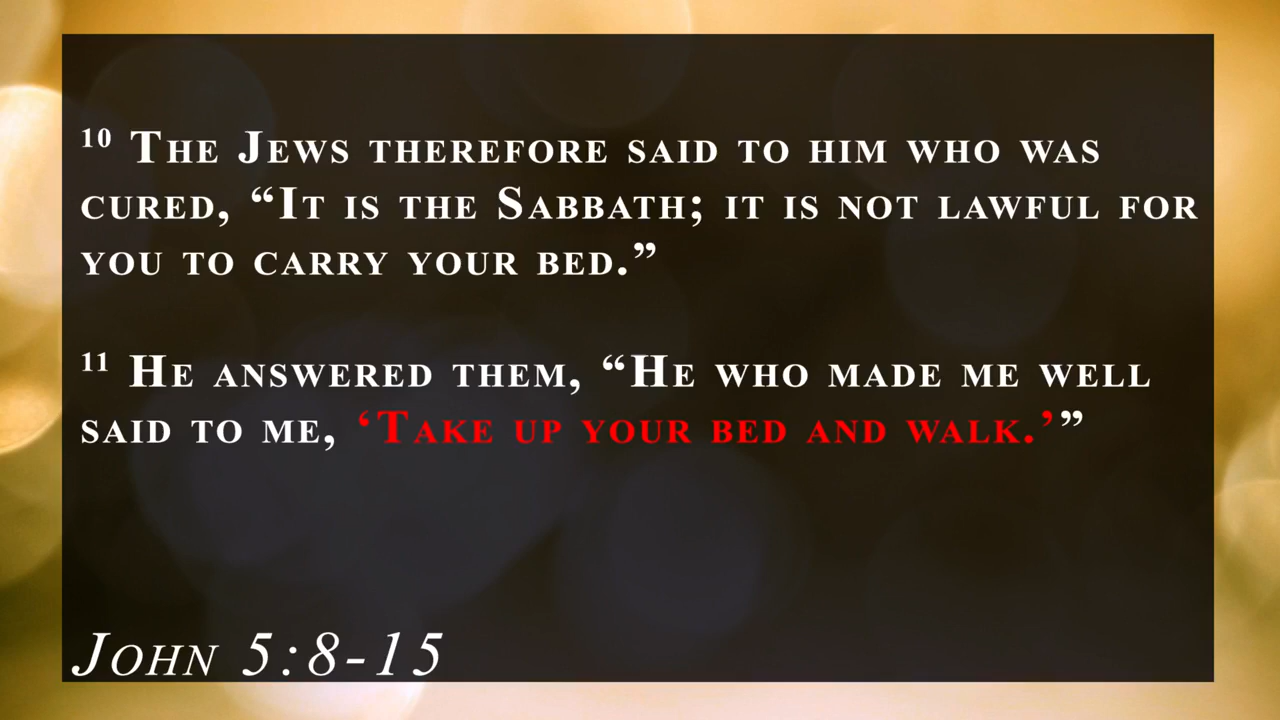 10 The Jews therefore said to him who was
cured, “It is the Sabbath; it is not lawful for
you to carry your bed.”
11 He answered them, “He who made me well
said to me, ‘Take up your bed and walk.’”
John 5:8-15